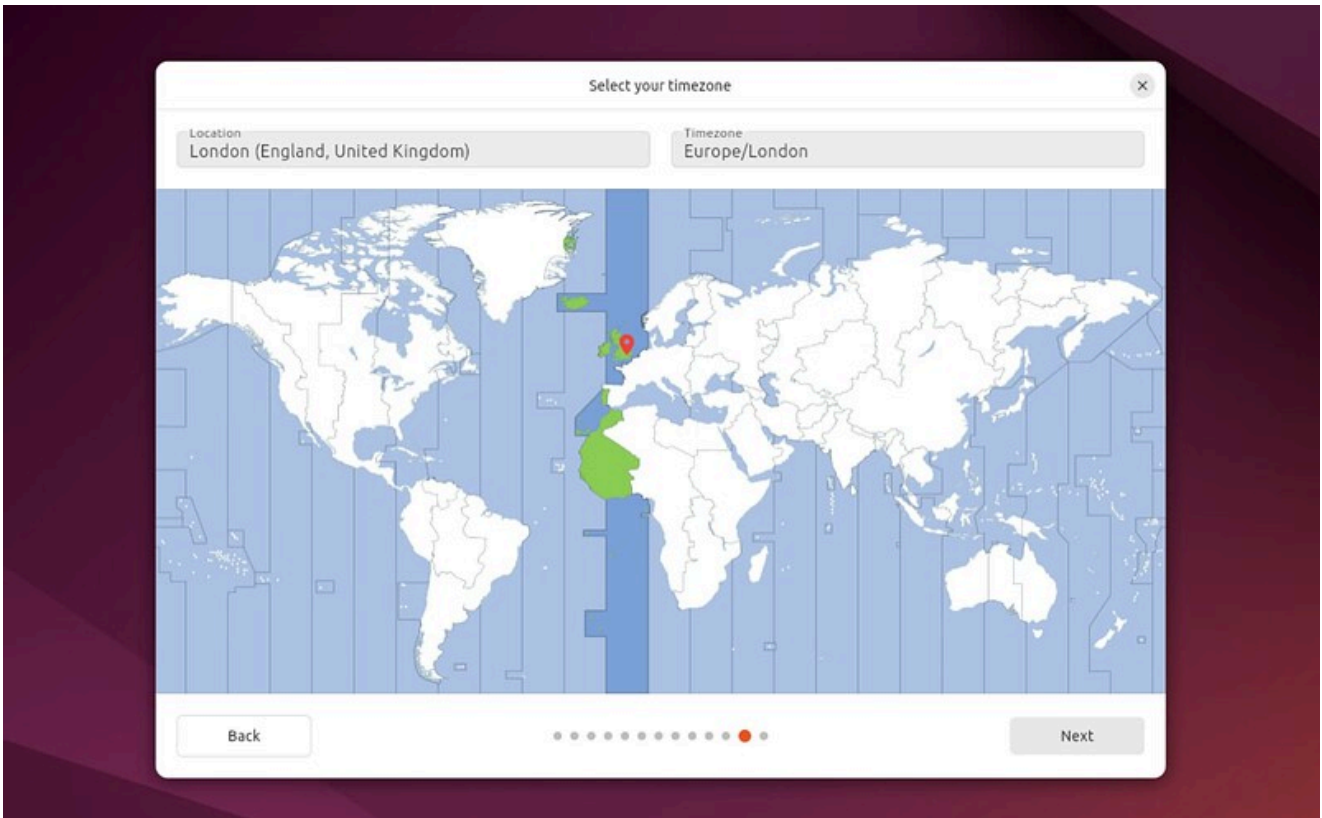 Select your timezone
Location
London (England, United Kingdom)
Timezone
Europe/London
Back
Next